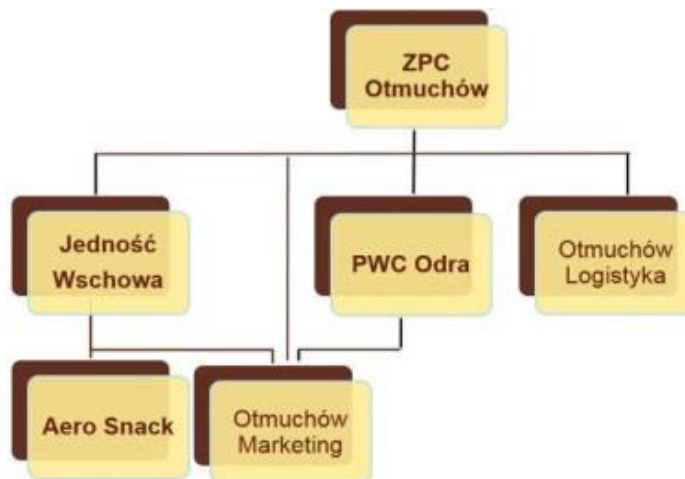 ZPC
Otmuchów
Jedność
Wschowa
PWC Odra
Otmuchów
Logistyka
Aero Snack
Otmuchów
Marketing